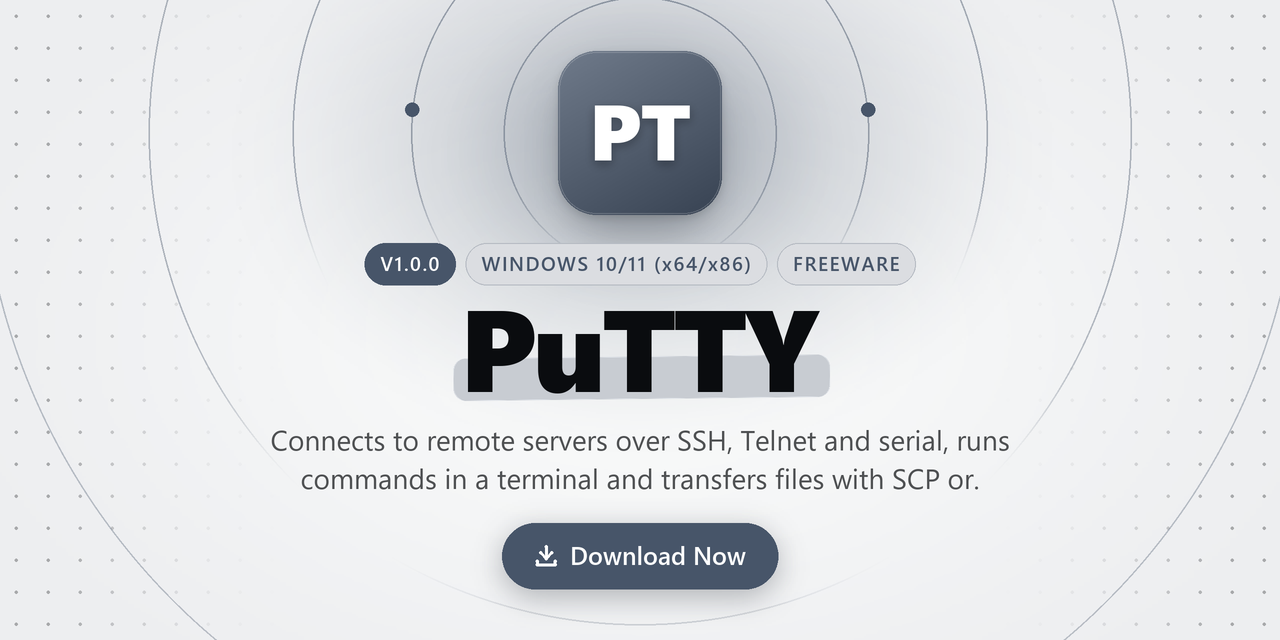 PT
V1.0.0 WINDOWS 10/11 (x64/x86) FREEWARE
PuTTY
Connects to remote servers over SSH, Telnet and serial, runs
commands in a terminal and transfers files with SCP or.
Download Now